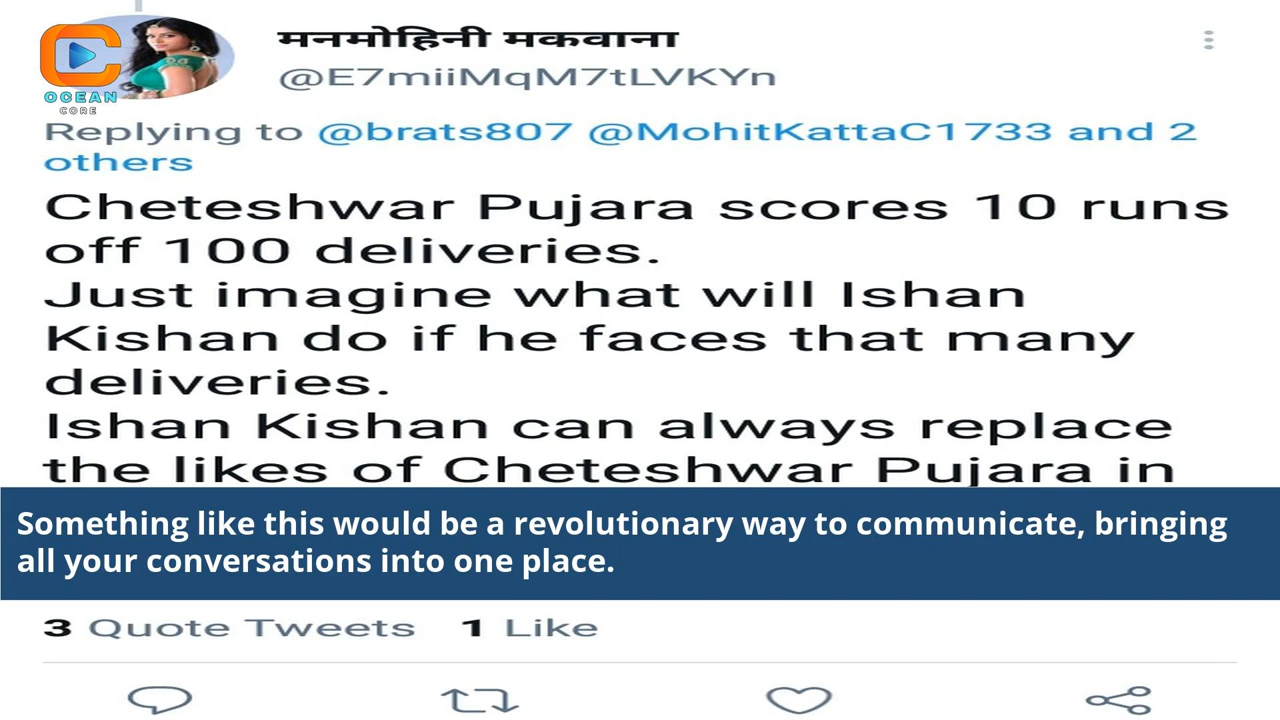 मनमोहिनी मकवाना
@E7miiMqM7tLVKYn
OCEAN
CORE
Replying to @brats807 @MohitKattaC1733 and 2
others
Cheteshwar Pujara scores 10 runs
off 100 deliveries.
Just imagine what will Ishan
Kishan do if he faces that many
deliveries.
Ishan Kishan can always replace
the likes of Cheteshwar Pujara in
Something like this would be a revolutionary way to communicate, bringing
all your conversations into one place.
3 Quote Tweets 1 Like